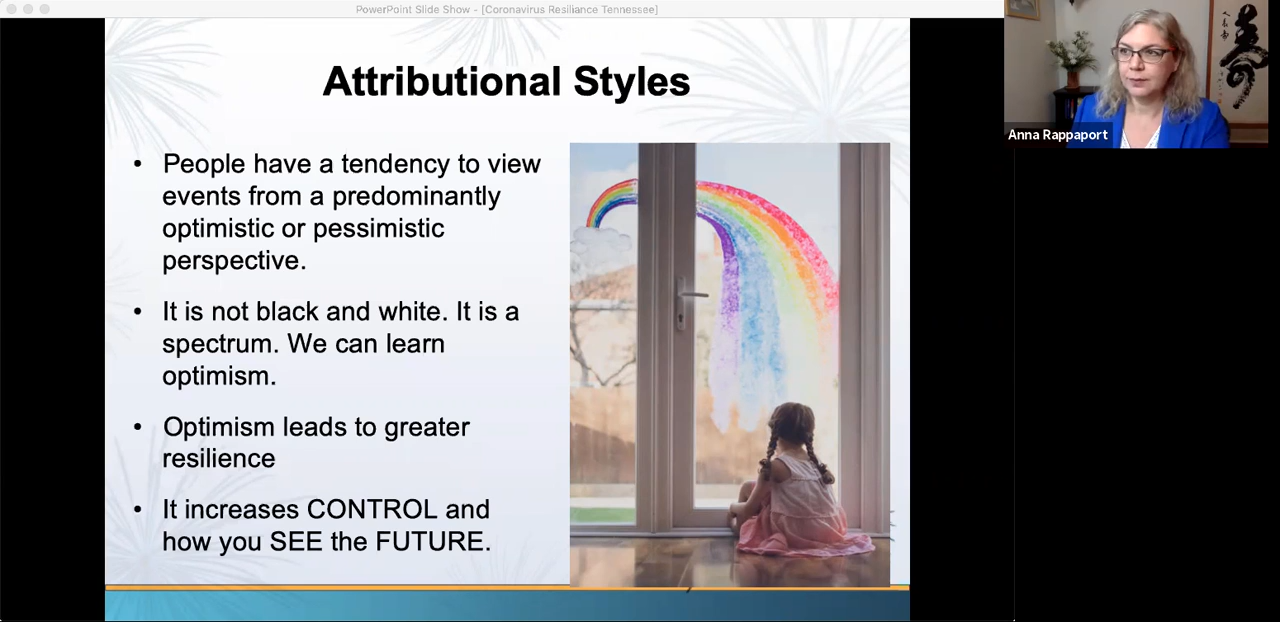 PowerPoint Slide Show - [Coronavirus Resiliance Tennessee]
Attributional Styles
• People have a tendency to view
events from a predominantly
optimistic or pessimistic
perspective.
• It is not black and white. It is a
spectrum. We can learn
optimism.
• Optimism leads to greater
resilience
• It increases CONTROL and
how you SEE the FUTURE.
Anna Rappaport
壽